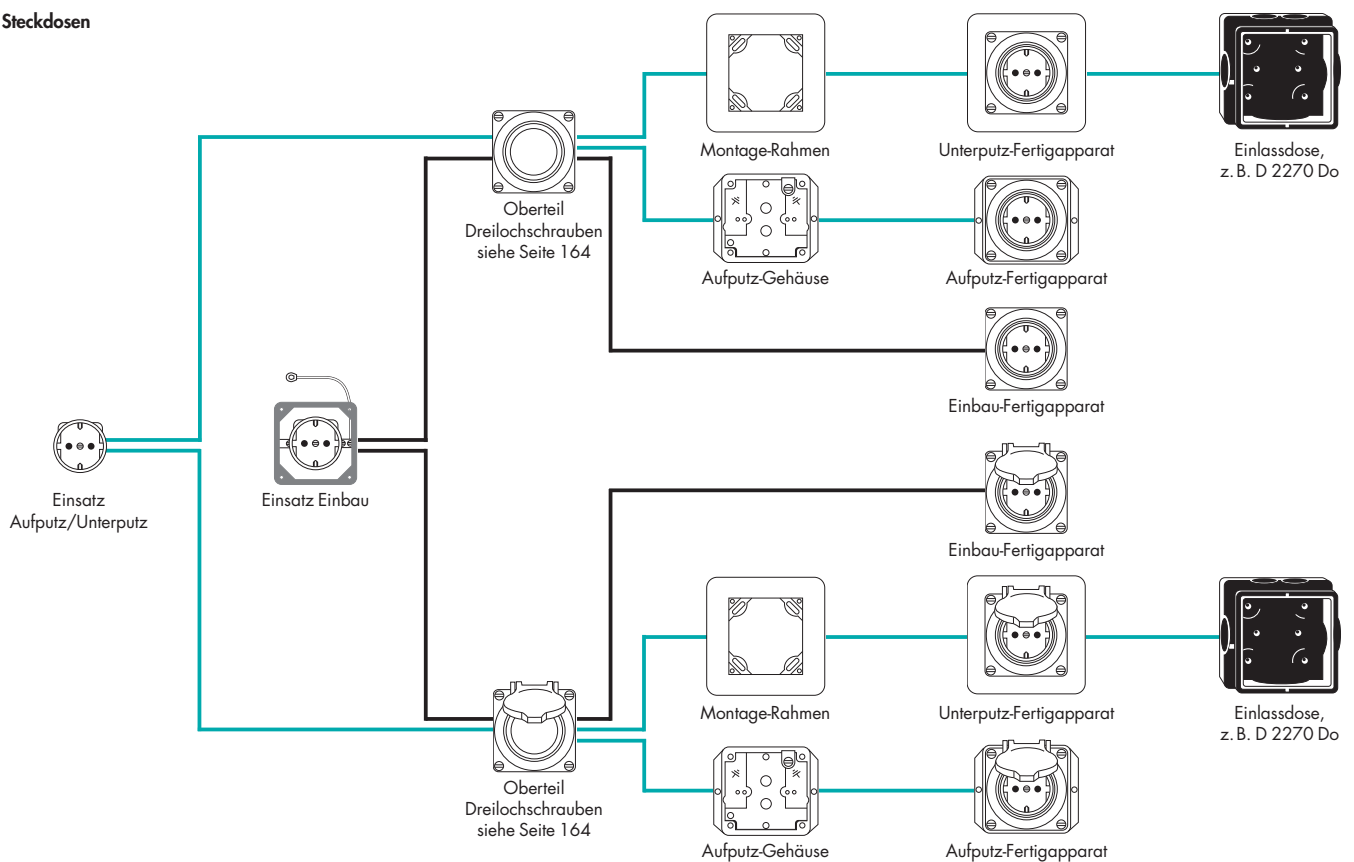 Steckdosen
Montage-Rahmen
Unterputz-Fertigapparat
Einlassdose,
z. B. D 2270 Do
Oberteil
Dreilochschrauben
siehe Seite 164
Aufputz-Gehäuse
Aufputz-Fertigapparat
Einbau-Fertigapparat
Einsatz
Aufputz/Unterputz
Einsatz Einbau
Einbau-Fertigapparat
Montage-Rahmen
Unterputz-Fertigapparat
Einlassdose,
z. B. D 2270 Do
Oberteil
Dreilochschrauben
siehe Seite 164
Aufputz-Gehäuse
Aufputz-Fertigapparat